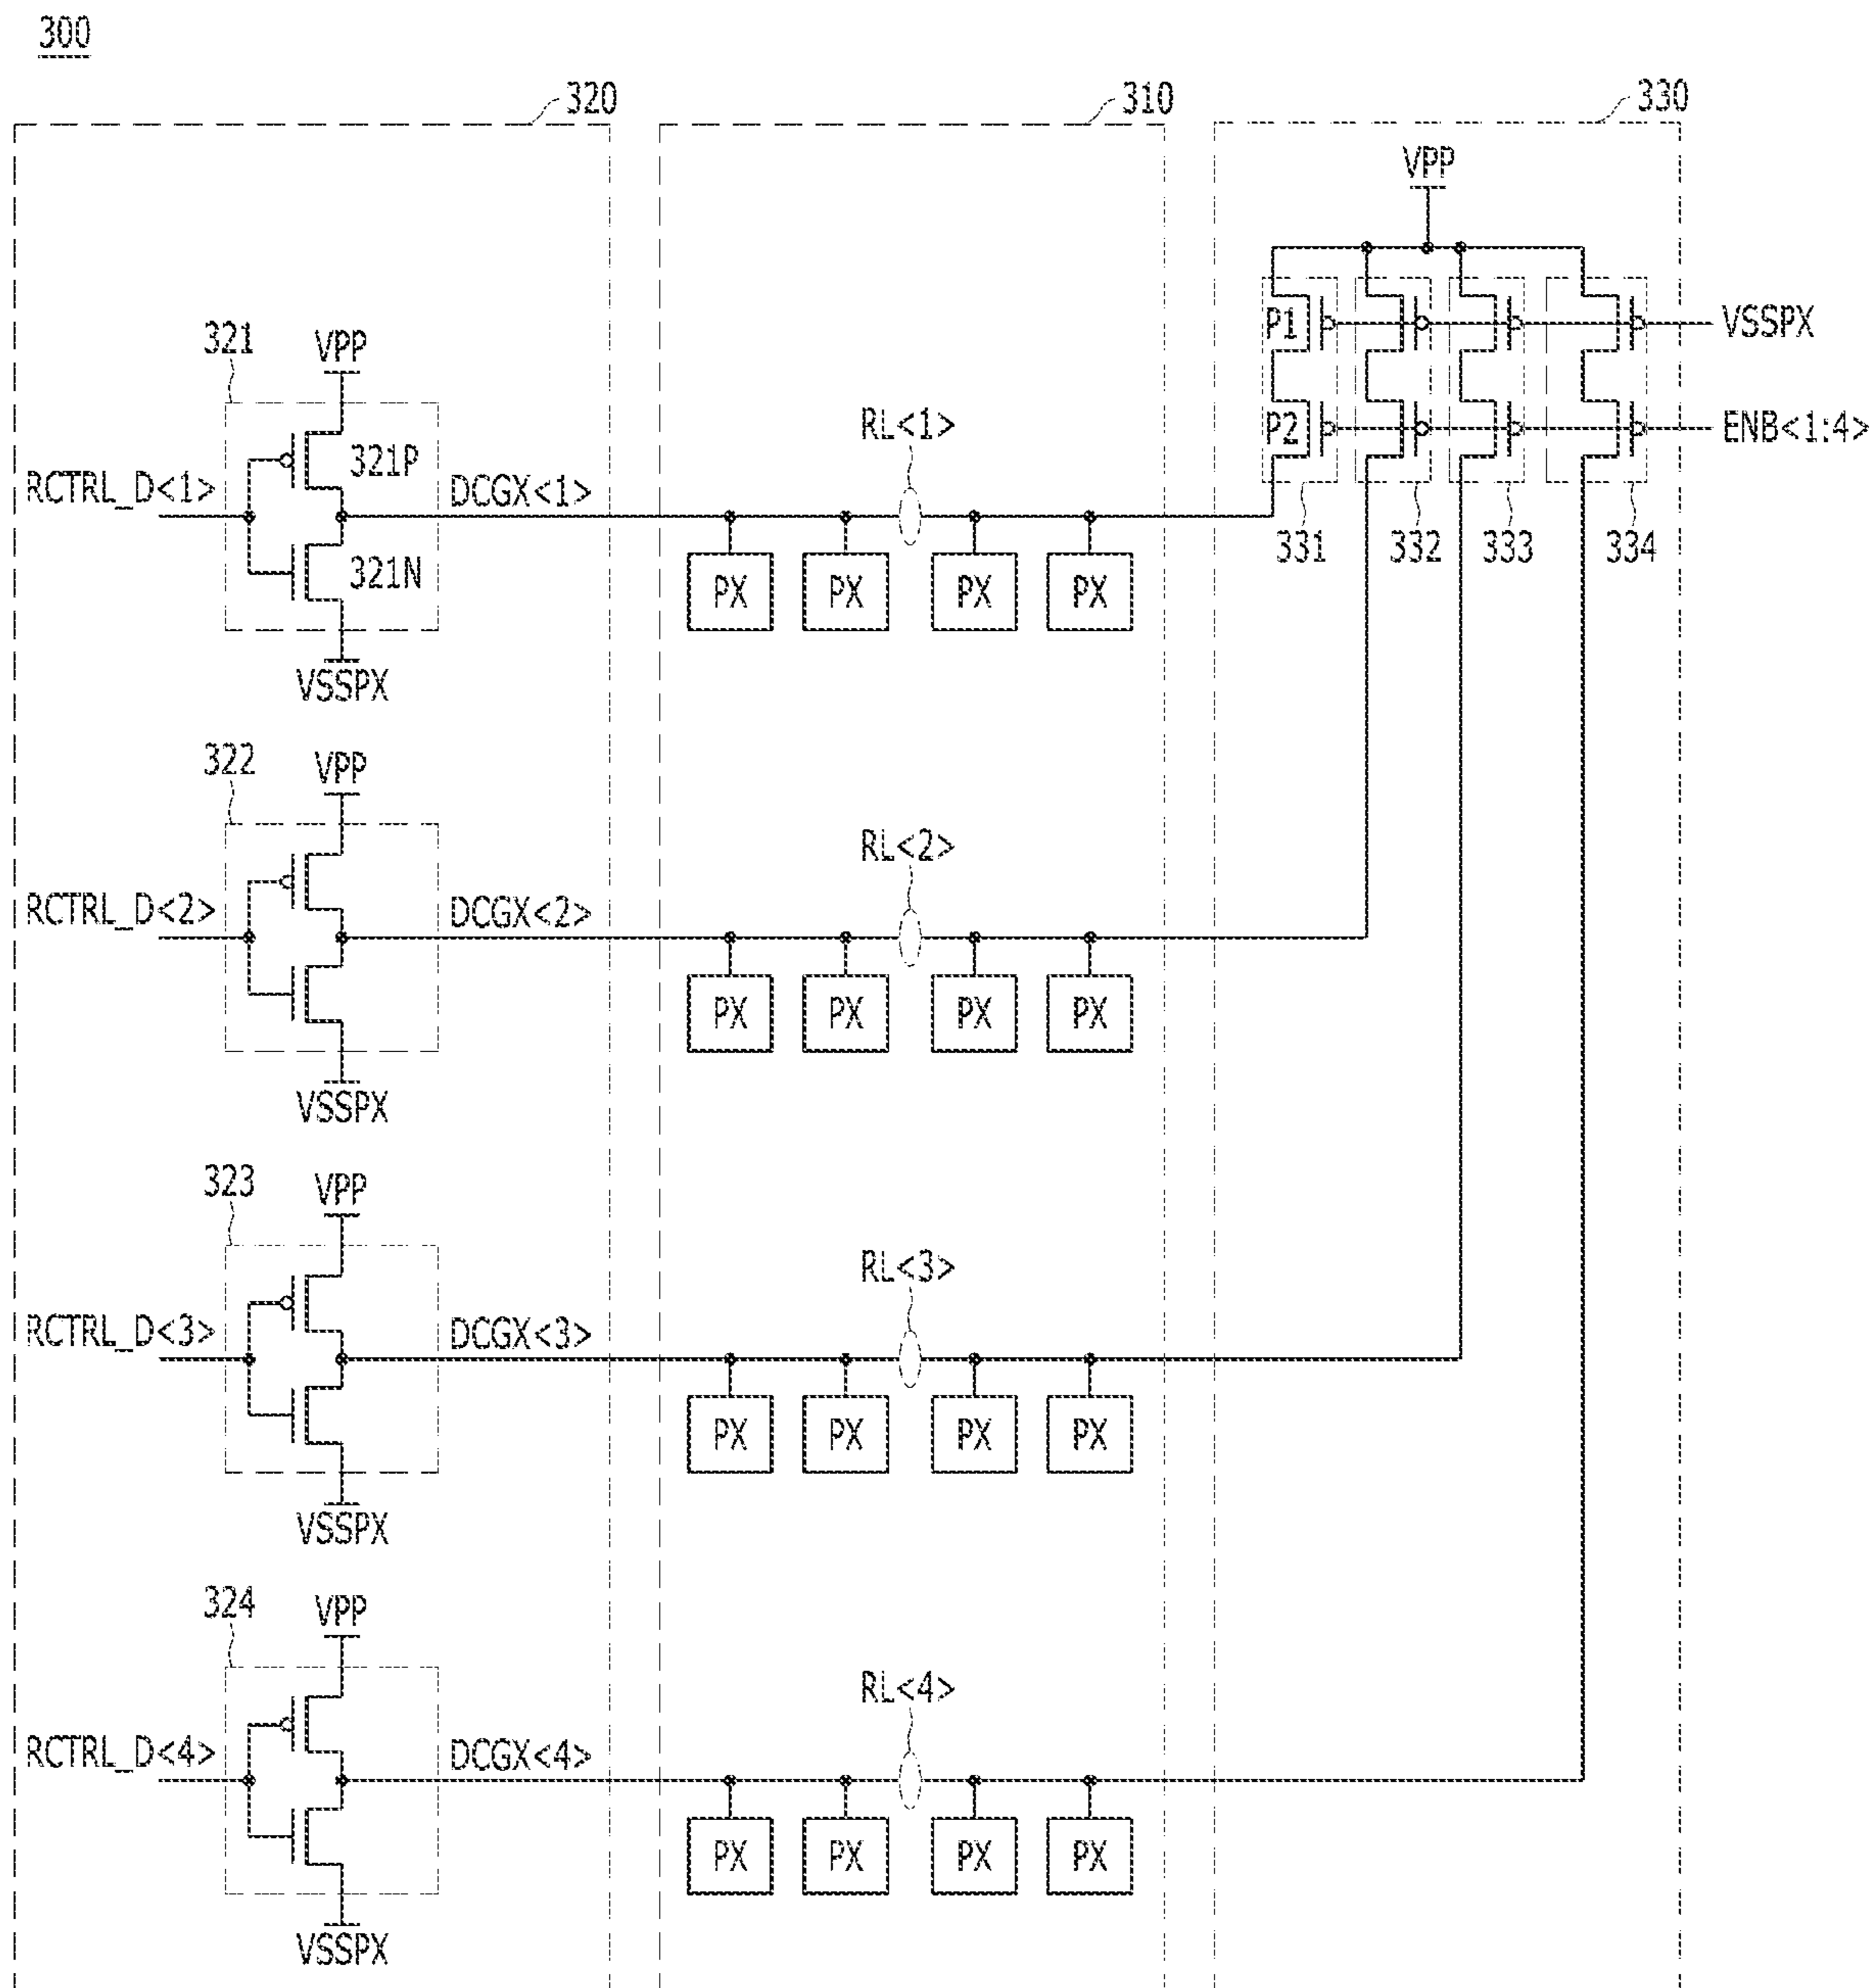 300
320
310
330
VPP
321
VPP
P1
VSSPX
RL<1>
P2
ENB<1:4>
321P
RCTRL_D<1>
DCGX<1>
331
332
333
334
321N
PX PX PX PX
VSSPX
322
VPP
RL<2>
RCTRL_D<2>
DCGX<2>
PX PX PX PX
VSSPX
323
VPP
RL<3>
RCTRL_D<3>
DCGX<3>
PX PX PX PX
VSSPX
324
VPP
RL<4>
RCTRL_D<4>
DCGX<4>
PX PX PX PX
VSSPX